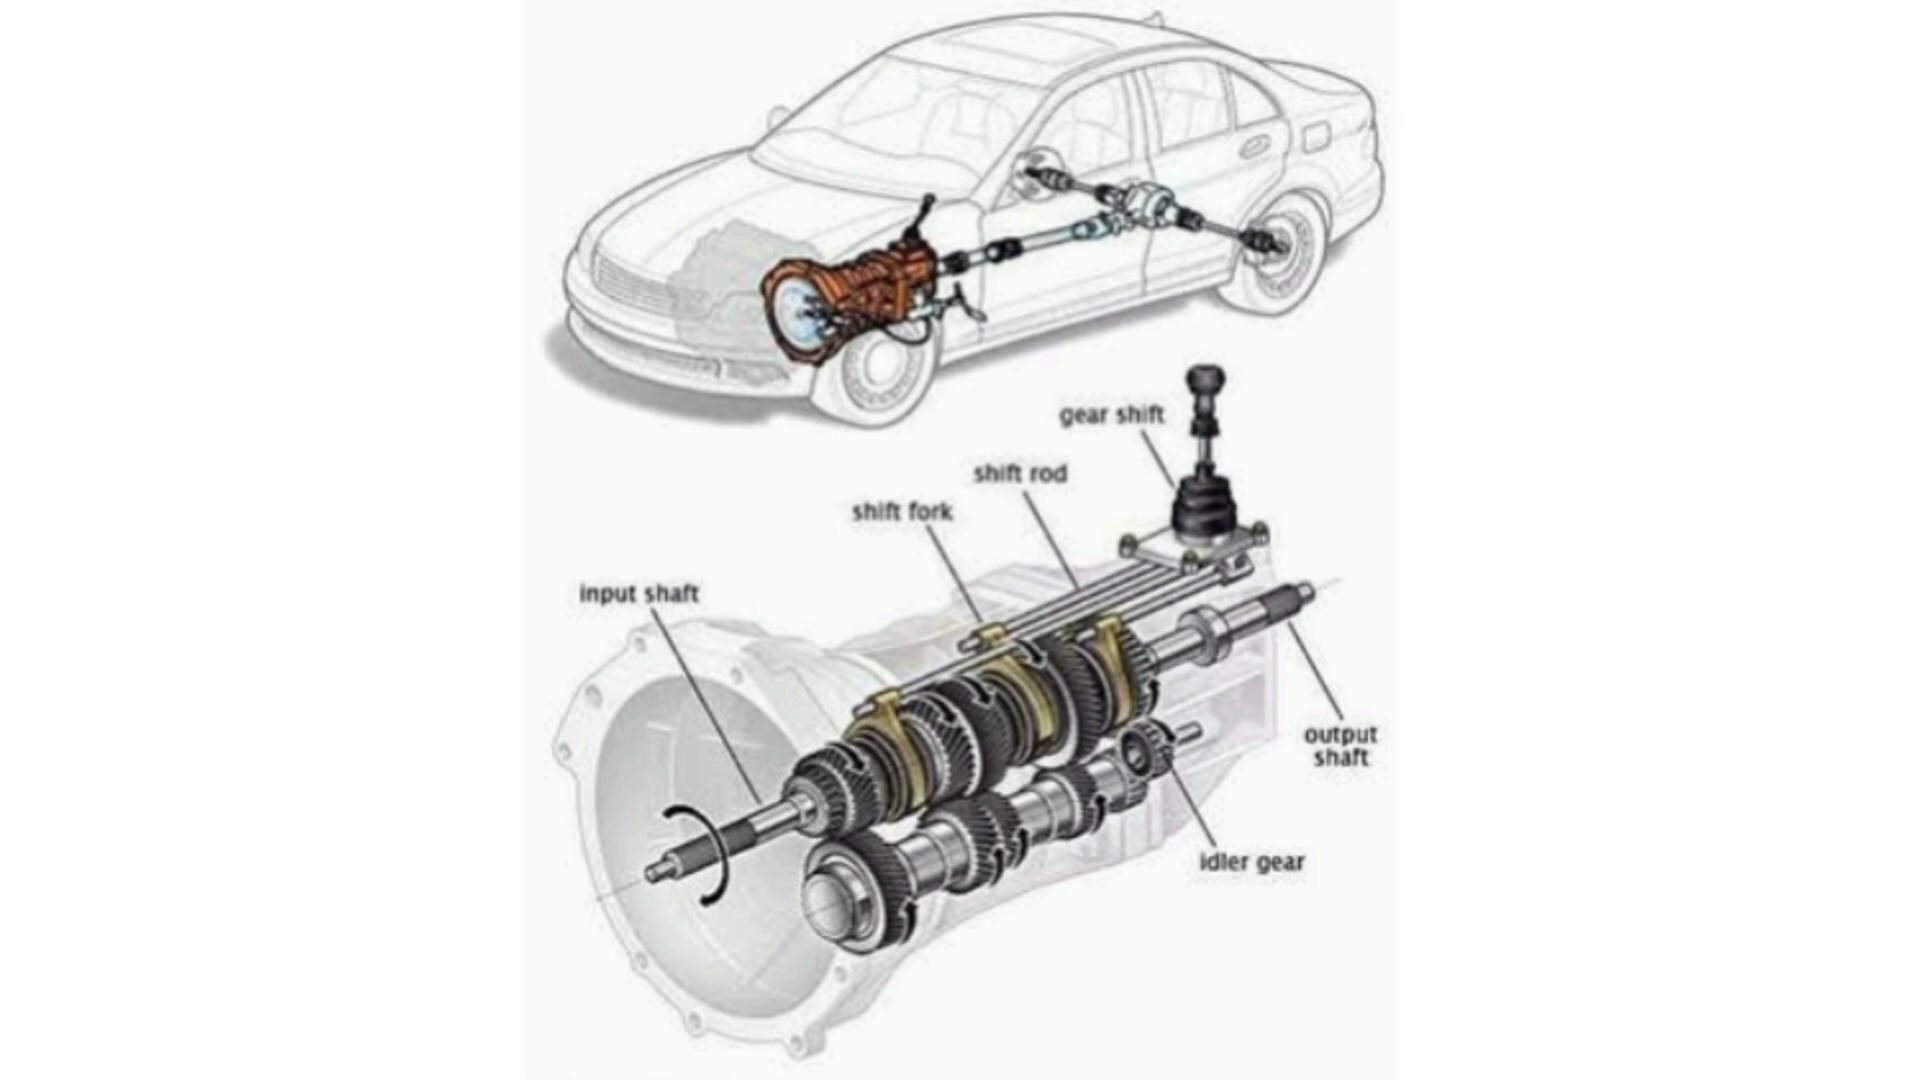 gear shift
shift rod
shift fork
input shaft
output
shaft
idler gear